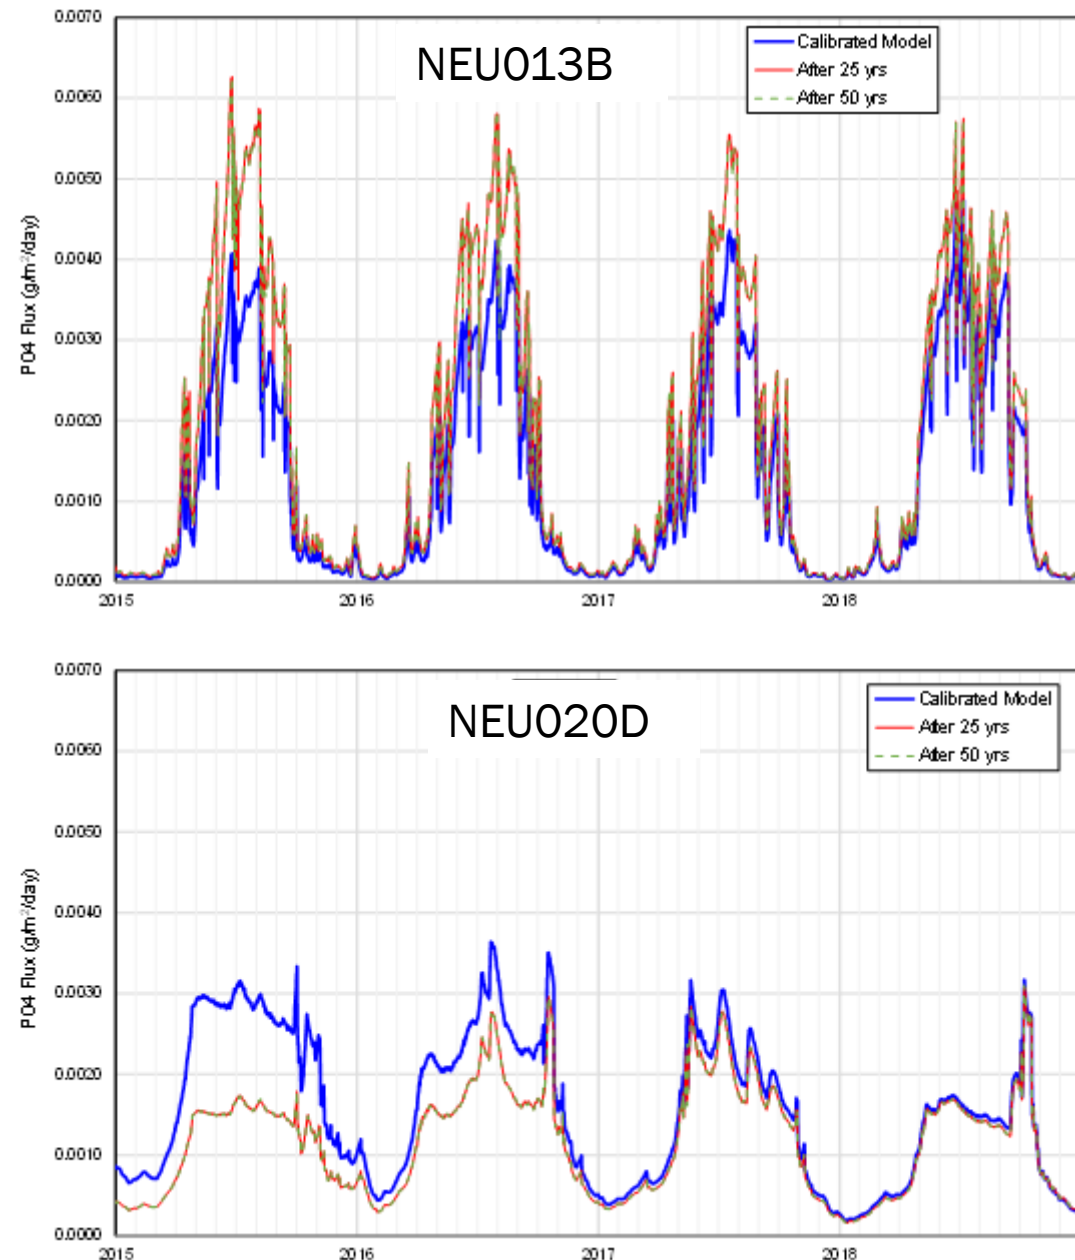 0.0070
NEU013B
Calibrated Model
After 25 yrs
After 50 yrs
0.0060
0.0050
0.0040
0.0030
0.0020
0.0010
0.0000
PO4 Flux (g/m²/day)
2015 2016 2017 2018
0.0070
NEU020D
Calibrated Model
After 25 yrs
After 50 yrs
0.0060
0.0050
0.0040
0.0030
0.0020
0.0010
0.0000
PO4 Flux (g/m²/day)
2015 2016 2017 2018